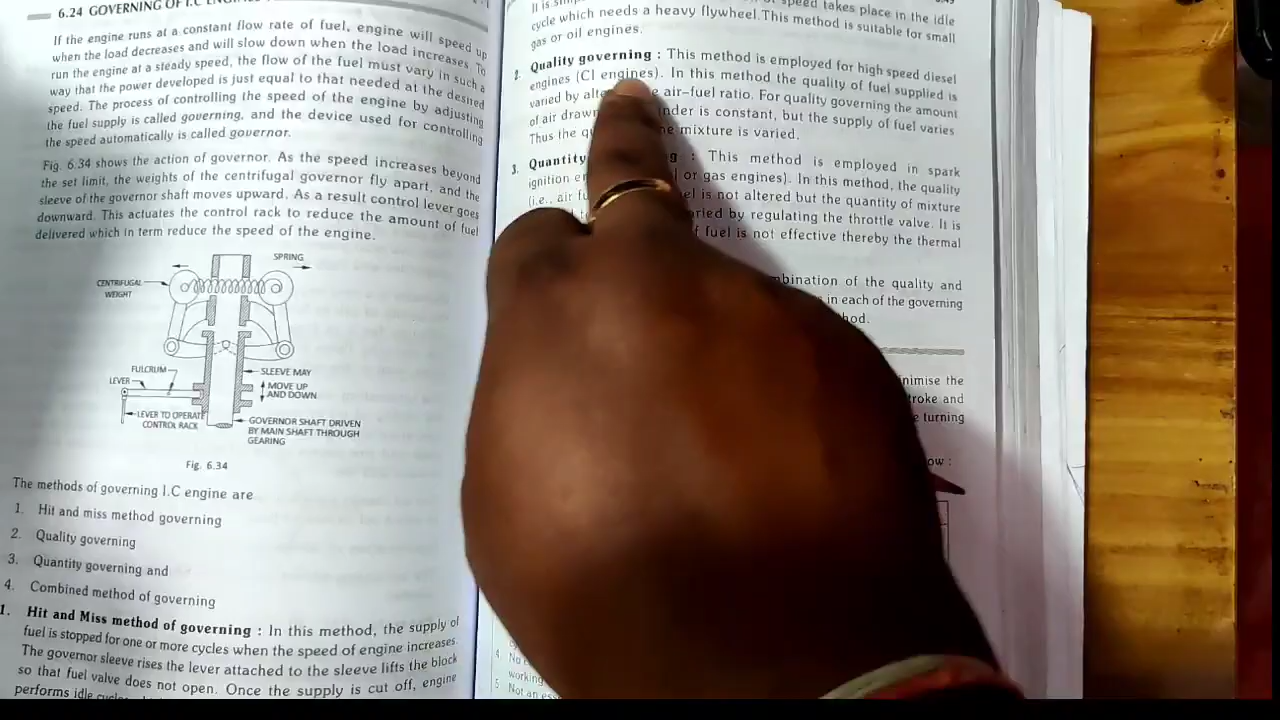 6.24 GOVERNING OF I.C
If the engine runs at a constant flow rate of fuel, engine will speed up
when the load decreases and will slow down when the load increases. To
run the engine at a steady speed, the flow of the fuel must vary in such a
way that the power developed is just equal to that needed at the desired
speed. The process of controlling the speed of the engine by adjusting
the fuel supply is called governing, and the device used for controlling
the speed automatically is called governor.
Fig. 6.34 shows the action of governor. As the speed increases beyond
the set limit, the weights of the centrifugal governor fly apart, and the
sleeve of the governor shaft moves upward. As a result control lever goes
downward. This actuates the control rack to reduce the amount of fuel
delivered which in term reduce the speed of the engine.
SPRING
CENTRIFUGAL
WEIGHT
FULCRUM
LEVER
SLEEVE MAY
MOVE UP
AND DOWN
LEVER TO OPERATE
CONTROL RACK
GOVERNOR SHAFT DRIVEN
BY MAIN SHAFT THROUGH
GEARING
Fig. 6.34
The methods of governing I.C engine are
1. Hit and miss method governing
2. Quality governing
3. Quantity governing and
4. Combined method of governing
1. Hit and Miss method of governing : In this method, the supply of
fuel is stopped for one or more cycles when the speed of engine increases.
The governor sleeve rises the lever attached to the sleeve lifts the block
so that fuel valve does not open. Once the supply is cut off, engine
performs idle
It is speed takes place in the idle
cycle which needs a heavy flywheel. This method is suitable for small
gas or oil engines.
2. Quality governing : This method is employed for high speed diesel
engines (CI engines). In this method the quality of fuel supplied is
varied by air-fuel ratio. For quality governing the amount
of air drawn is constant, but the supply of fuel varies
Thus the mixture is varied.
3. Quantity : This method is employed in spark
ignition or gas engines). In this method, the quality
(i.e., air is not altered but the quantity of mixture
by regulating the throttle valve. It is
fuel is not effective thereby the thermal
of the quality and
in each of the governing
minimise the
and
turning
:
4.
working
5. Not an